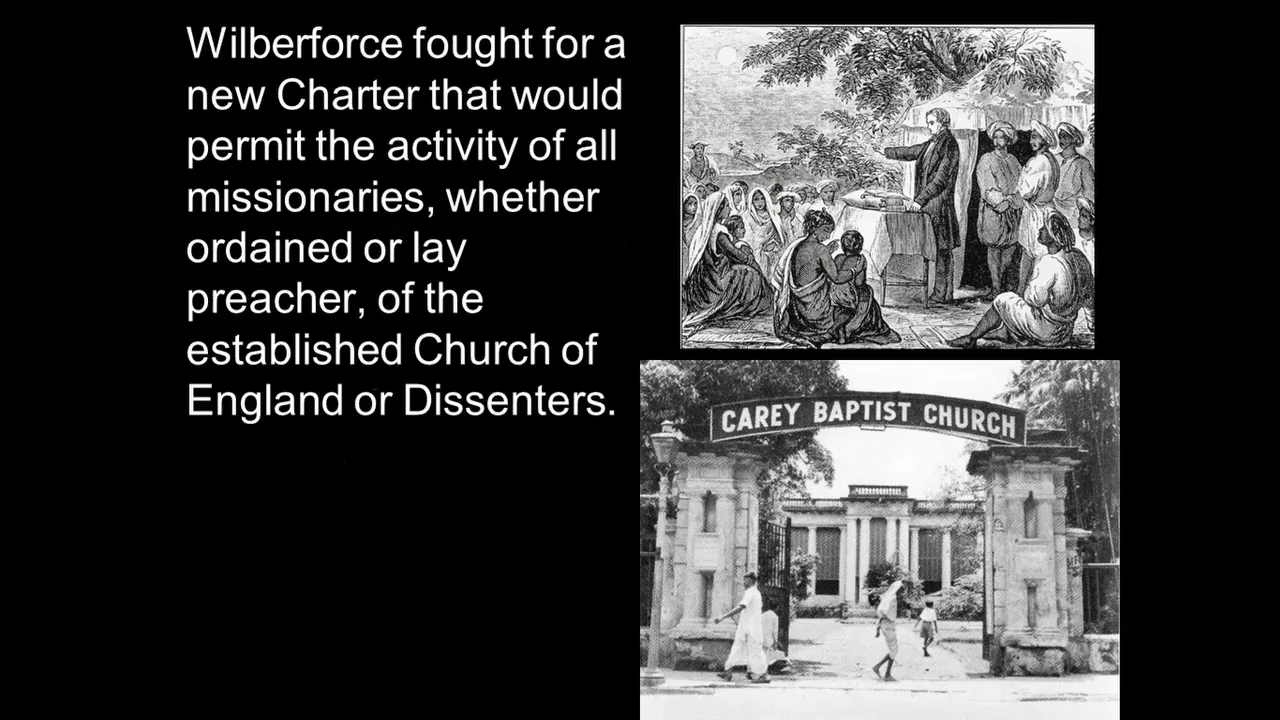 Wilberforce fought for a
new Charter that would
permit the activity of all
missionaries, whether
ordained or lay
preacher, of the
established Church of
England or Dissenters.
CAREY BAPTIST CHURCH